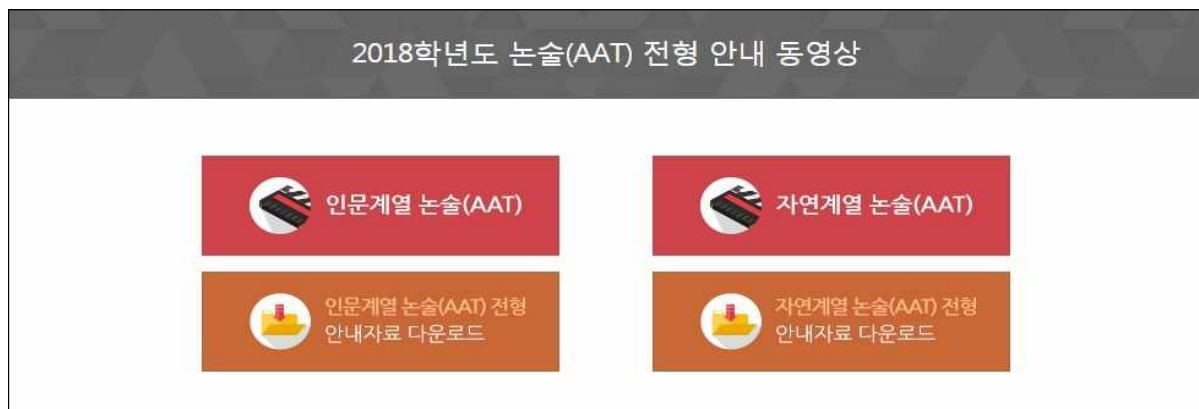 2018학년도 논술(AAT) 전형 안내 동영상
인문계열 논술(AAT)
자연계열 논술(AAT)
인문계열 논술(AAT) 전형
안내자료 다운로드
자연계열 논술(AAT) 전형
안내자료 다운로드